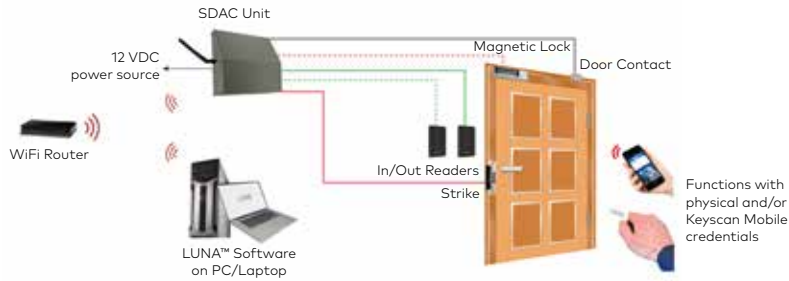 SDAC Unit
12 VDC
power source
Magnetic Lock
Door Contact
WiFi Router
In/Out Readers
Strike
LUNA™ Software
on PC/Laptop
Functions with
physical and/or
Keyscan Mobile
credentials